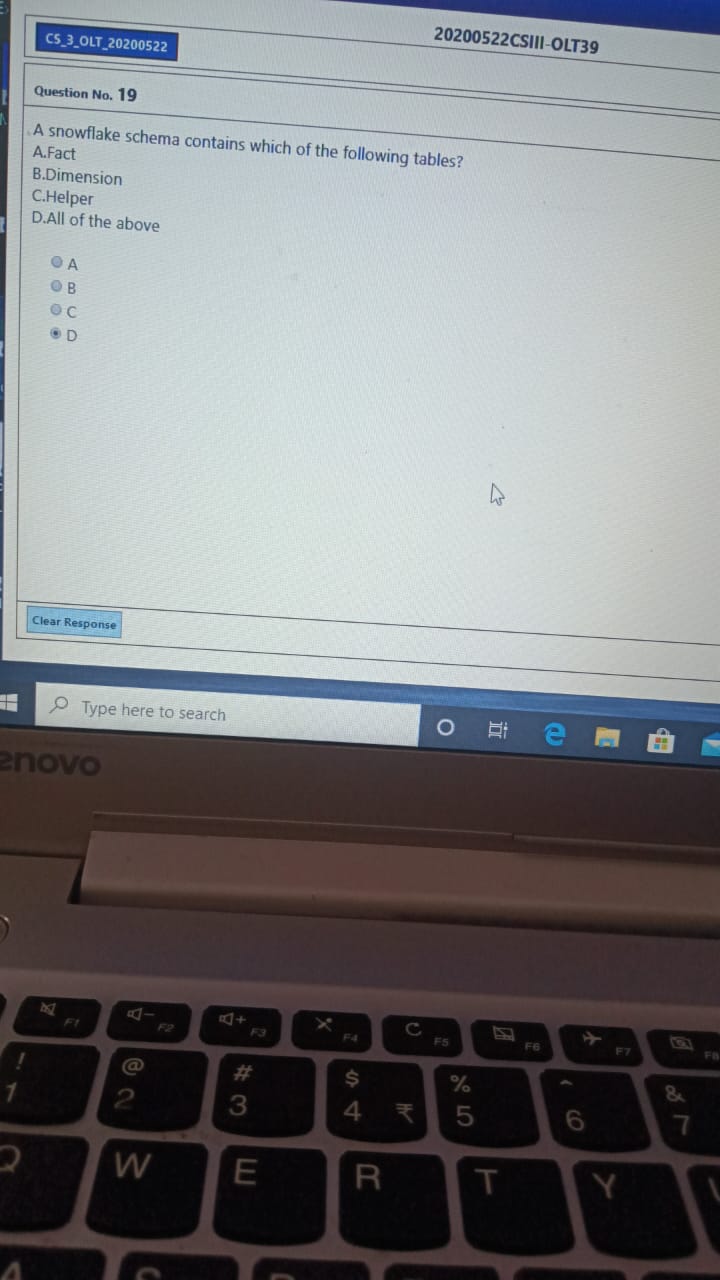 CS_3_OLT_20200522
20200522CSIII-OLT39
Question No. 19
A snowflake schema contains which of the following tables?
A.Fact
B.Dimension
C.Helper
D.All of the above
A
B
C
D
Clear Response
Type here to search
enovo
F1 F2 F3 F4 F5 F6 F7 F8
! @ # $ % ^ &
1 2 3 4 ₹ 5 6 7
Q W E R T Y